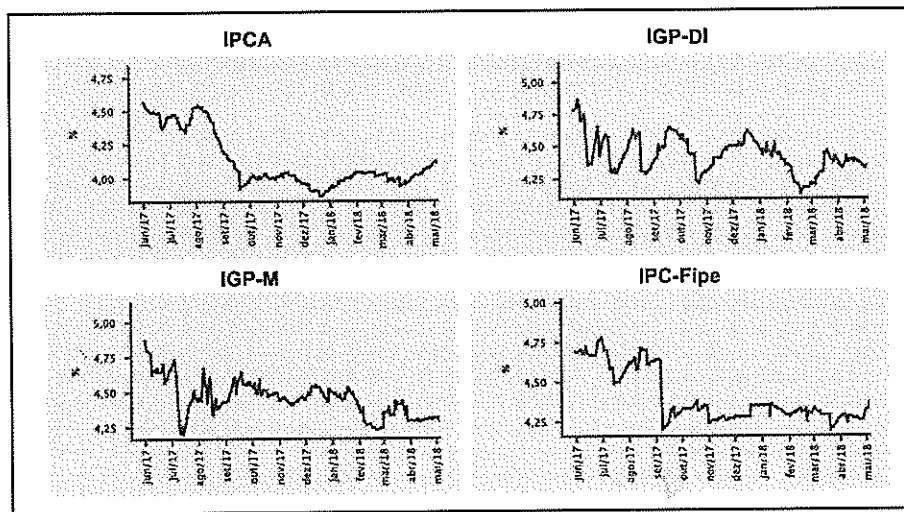 IPCA
4,75
4,50
4,00
%
jun/17
jul/17
ago/17
set/17
out/17
nov/17
dez/17
jan/18
fev/18
mar/18
abr/18
mai/18
IGP-DI
5,00
4,75
4,50
4,25
%
jun/17
jul/17
ago/17
set/17
out/17
nov/17
dez/17
jan/18
fev/18
mar/18
abr/18
mai/18
IGP-M
5,00
4,75
4,50
4,25
%
jun/17
jul/17
ago/17
set/17
out/17
nov/17
dez/17
jan/18
fev/18
mar/18
abr/18
mai/18
IPC-Fipe
5,00
4,75
4,50
4,25
%
jun/17
jul/17
ago/17
set/17
out/17
nov/17
dez/17
jan/18
fev/18
mar/18
abr/18
mai/18